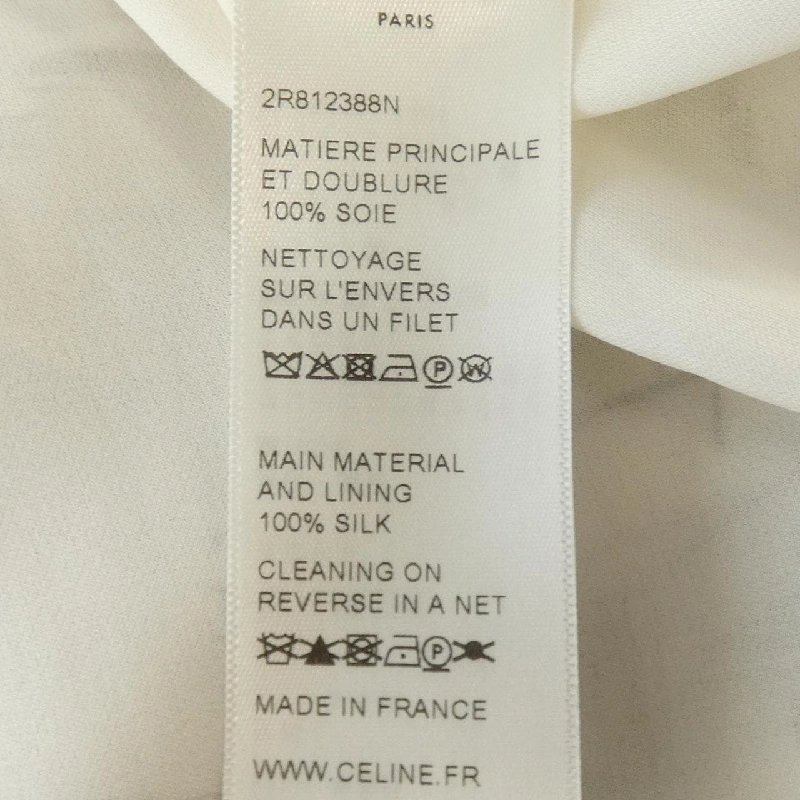 PARIS
2R812388N
MATIERE PRINCIPALE
ET DOUBLURE
100% SOIE
NETTOYAGE
SUR L'ENVERS
DANS UN FILET
P W
MAIN MATERIAL
AND LINING
100% SILK
CLEANING ON
REVERSE IN A NET
P
MADE IN FRANCE
WWW.CELINE.FR